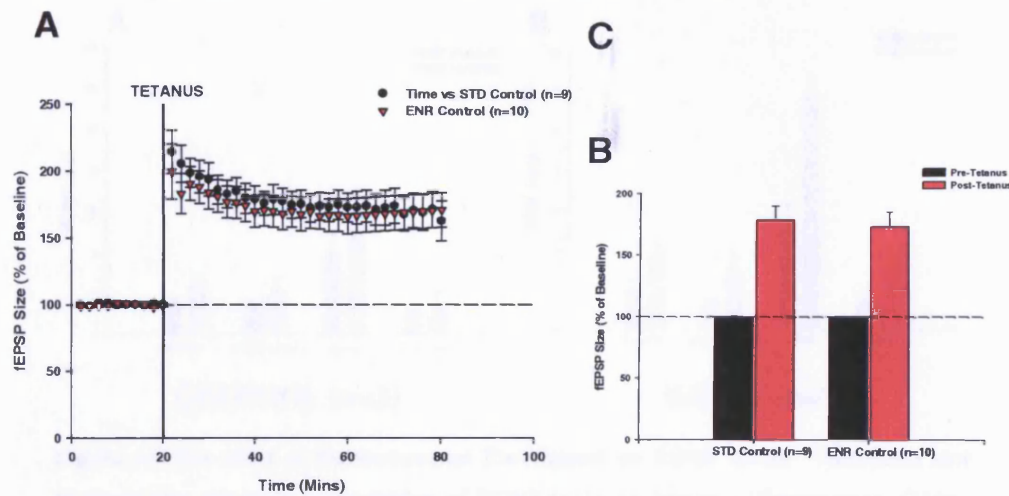 A
TETANUS
Time vs STD Control (n=9)
ENR Control (n=10)
250
200
150
100
50
0
0
20
40
60
80
100
fEPSP Size (% of Baseline)
Time (Mins)
C
B
Pre-Tetanus
Post-Tetanus
200
150
100
50
0
fEPSP Size (% of Baseline)
STD Control (n=9)
ENR Control (n=10)